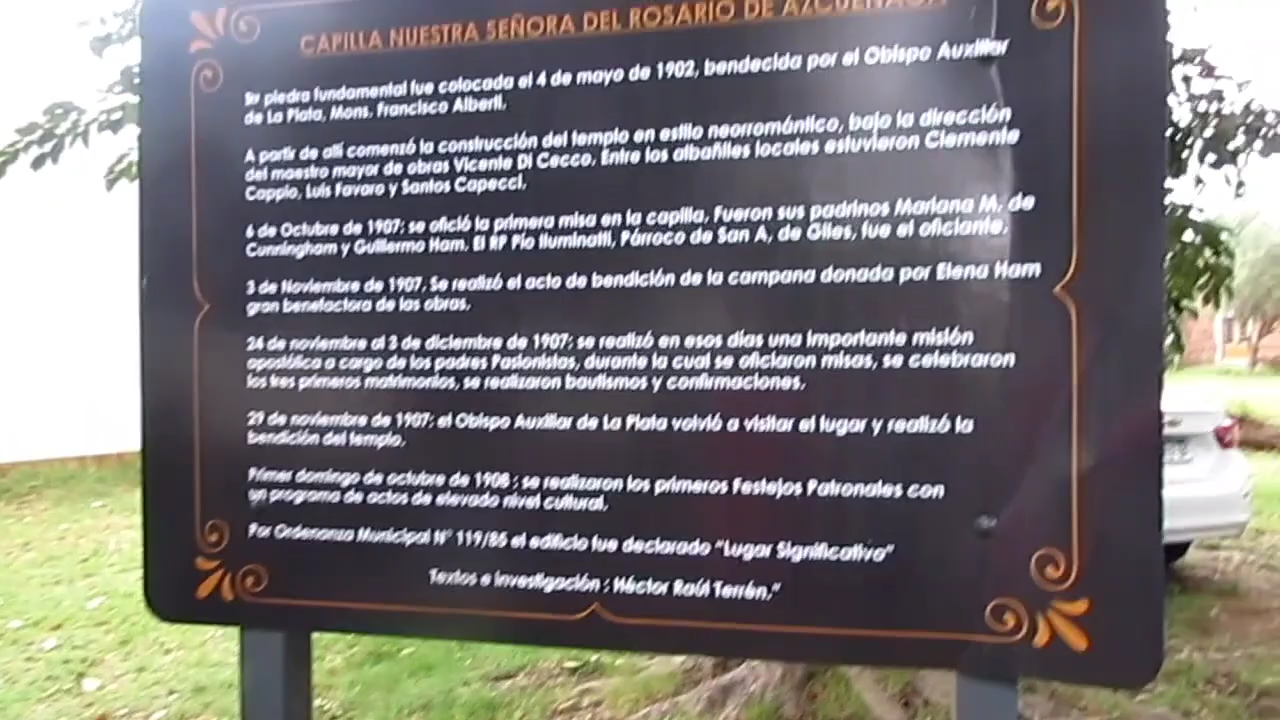 CAPILLA NUESTRA SEÑORA DEL ROSARIO DE AZCUÉNAGA
Su piedra fundamental fue colocada el 4 de mayo de 1902, bendecida por el Obispo Auxiliar
de La Plata, Mons. Francisco Alberti.
A partir de allí comenzó la construcción del templo en estilo neorromántico, bajo la dirección
del maestro mayor de obras Vicente Di Cecco. Entre los albañiles locales estuvieron Clemente
Cappio, Luis Favaro y Santos Capecci.
6 de Octubre de 1907: se ofició la primera misa en la capilla. Fueron sus padrinos Mariana M. de
Cunningham y Guillermo Ham. El RP Pío Iluminatti, Párroco de San A. de Giles, fue el oficiante.
3 de Noviembre de 1907. Se realizó el acto de bendición de la campana donada por Elena Ham
gran benefactora de las obras.
24 de noviembre al 3 de diciembre de 1907: se realizó en esos días una importante misión
apostólica a cargo de los padres Pasionistas, durante la cual se oficiaron misas, se celebraron
los tres primeros matrimonios, se realizaron bautismos y confirmaciones.
29 de noviembre de 1907: el Obispo Auxiliar de La Plata volvió a visitar el lugar y realizó la
bendición del templo.
Primer domingo de octubre de 1908 : se realizaron los primeros Festejos Patronales con
un programa de actos de elevado nivel cultural.
Por Ordenanza Municipal N° 119/85 el edificio fue declarado "Lugar Significativo"
Textos e investigación : Héctor Raúl Terrén."